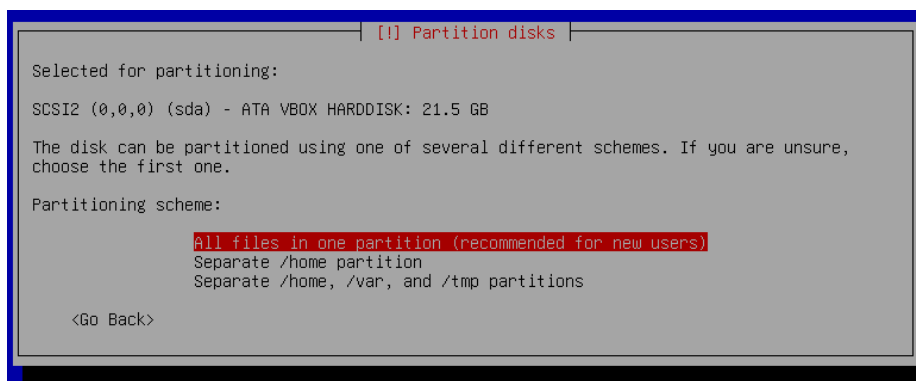 [!] Partition disks
Selected for partitioning:
SCSI2 (0,0,0) (sda) - ATA VBOX HARDDISK: 21.5 GB
The disk can be partitioned using one of several different schemes. If you are unsure,
choose the first one.
Partitioning scheme:
All files in one partition (recommended for new users)
Separate /home partition
Separate /home, /var, and /tmp partitions
<Go Back>